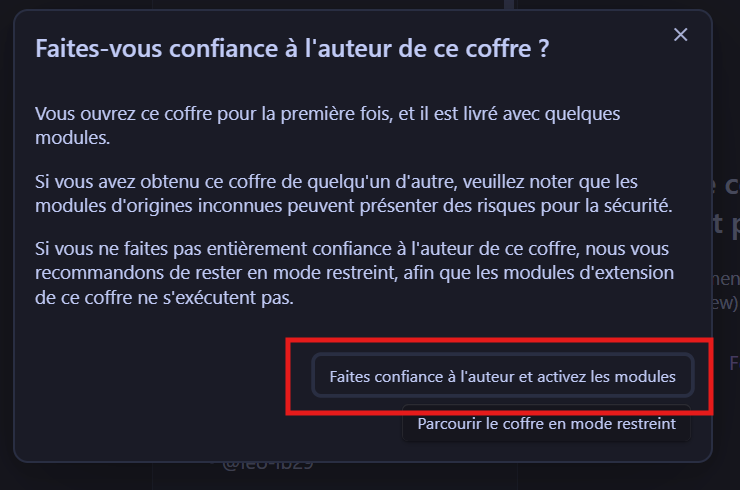 Faites-vous confiance à l'auteur de ce coffre ?
Vous ouvrez ce coffre pour la première fois, et il est livré avec quelques
modules.
Si vous avez obtenu ce coffre de quelqu'un d'autre, veuillez noter que les
modules d'origines inconnues peuvent présenter des risques pour la sécurité.
Si vous ne faites pas entièrement confiance à l'auteur de ce coffre, nous vous
recommandons de rester en mode restreint, afin que les modules d'extension
de ce coffre ne s'exécutent pas.
Faites confiance à l'auteur et activez les modules
Parcourir le coffre en mode restreint